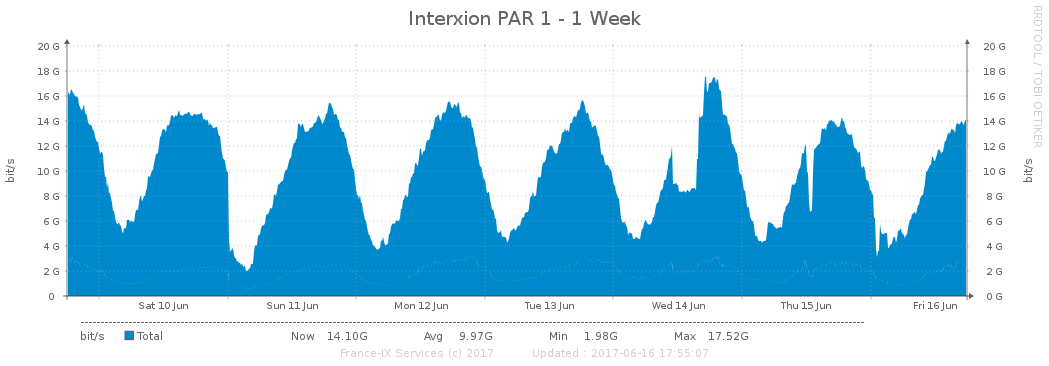 Interxion PAR 1 - 1 Week
RRDTOOL / TOBI OETIKER
20 G 20 G
18 G 18 G
16 G 16 G
14 G 14 G
12 G 12 G
10 G 10 G
8 G 8 G
6 G 6 G
4 G 4 G
2 G 2 G
0 0 G
bit/s bit/s
Sat 10 Jun Sun 11 Jun Mon 12 Jun Tue 13 Jun Wed 14 Jun Thu 15 Jun Fri 16 Jun
bit/s Total Now 14.10G Avg 9.97G Min 1.98G Max 17.52G
France-IX Services (c) 2017 Updated : 2017-06-16 17:55:07